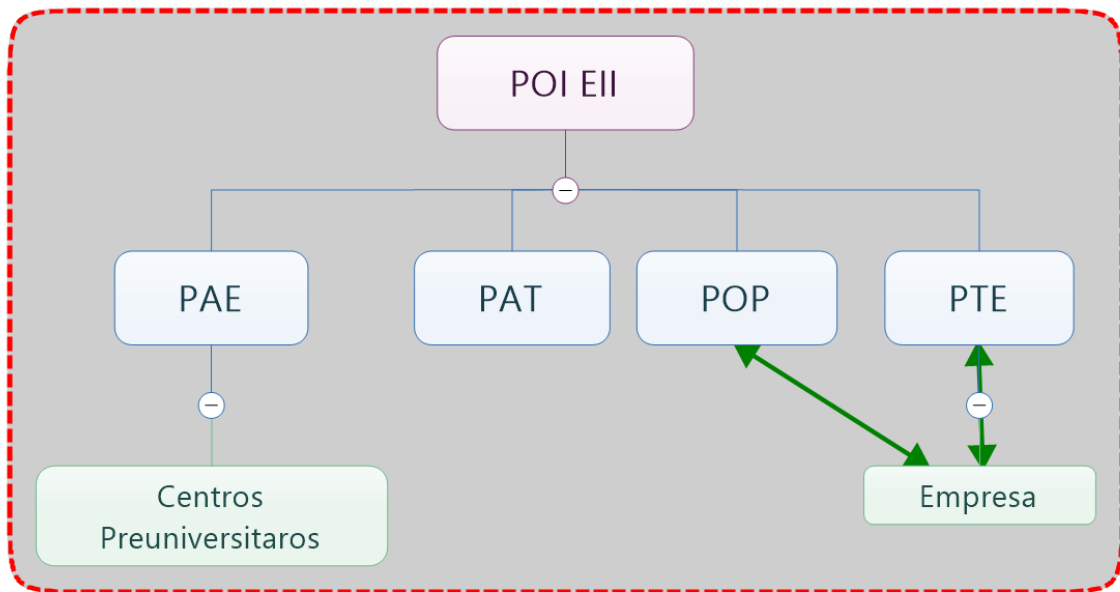 POI EII
PAE
PAT
POP
PTE
Centros
Preuniversitaros
Empresa